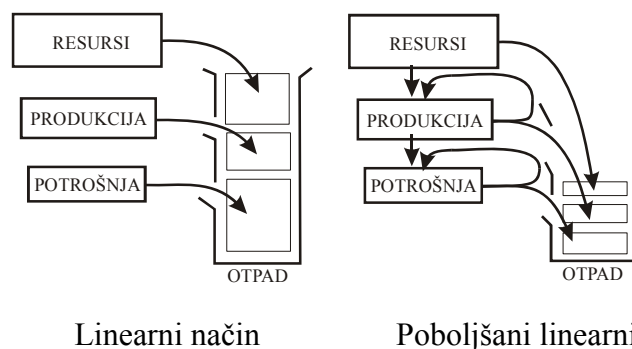 RESURSI
PRODUKCIJA
POTROŠNJA
OTPAD
Linearni način
RESURSI
PRODUKCIJA
POTROŠNJA
OTPAD
Poboljšani linearni